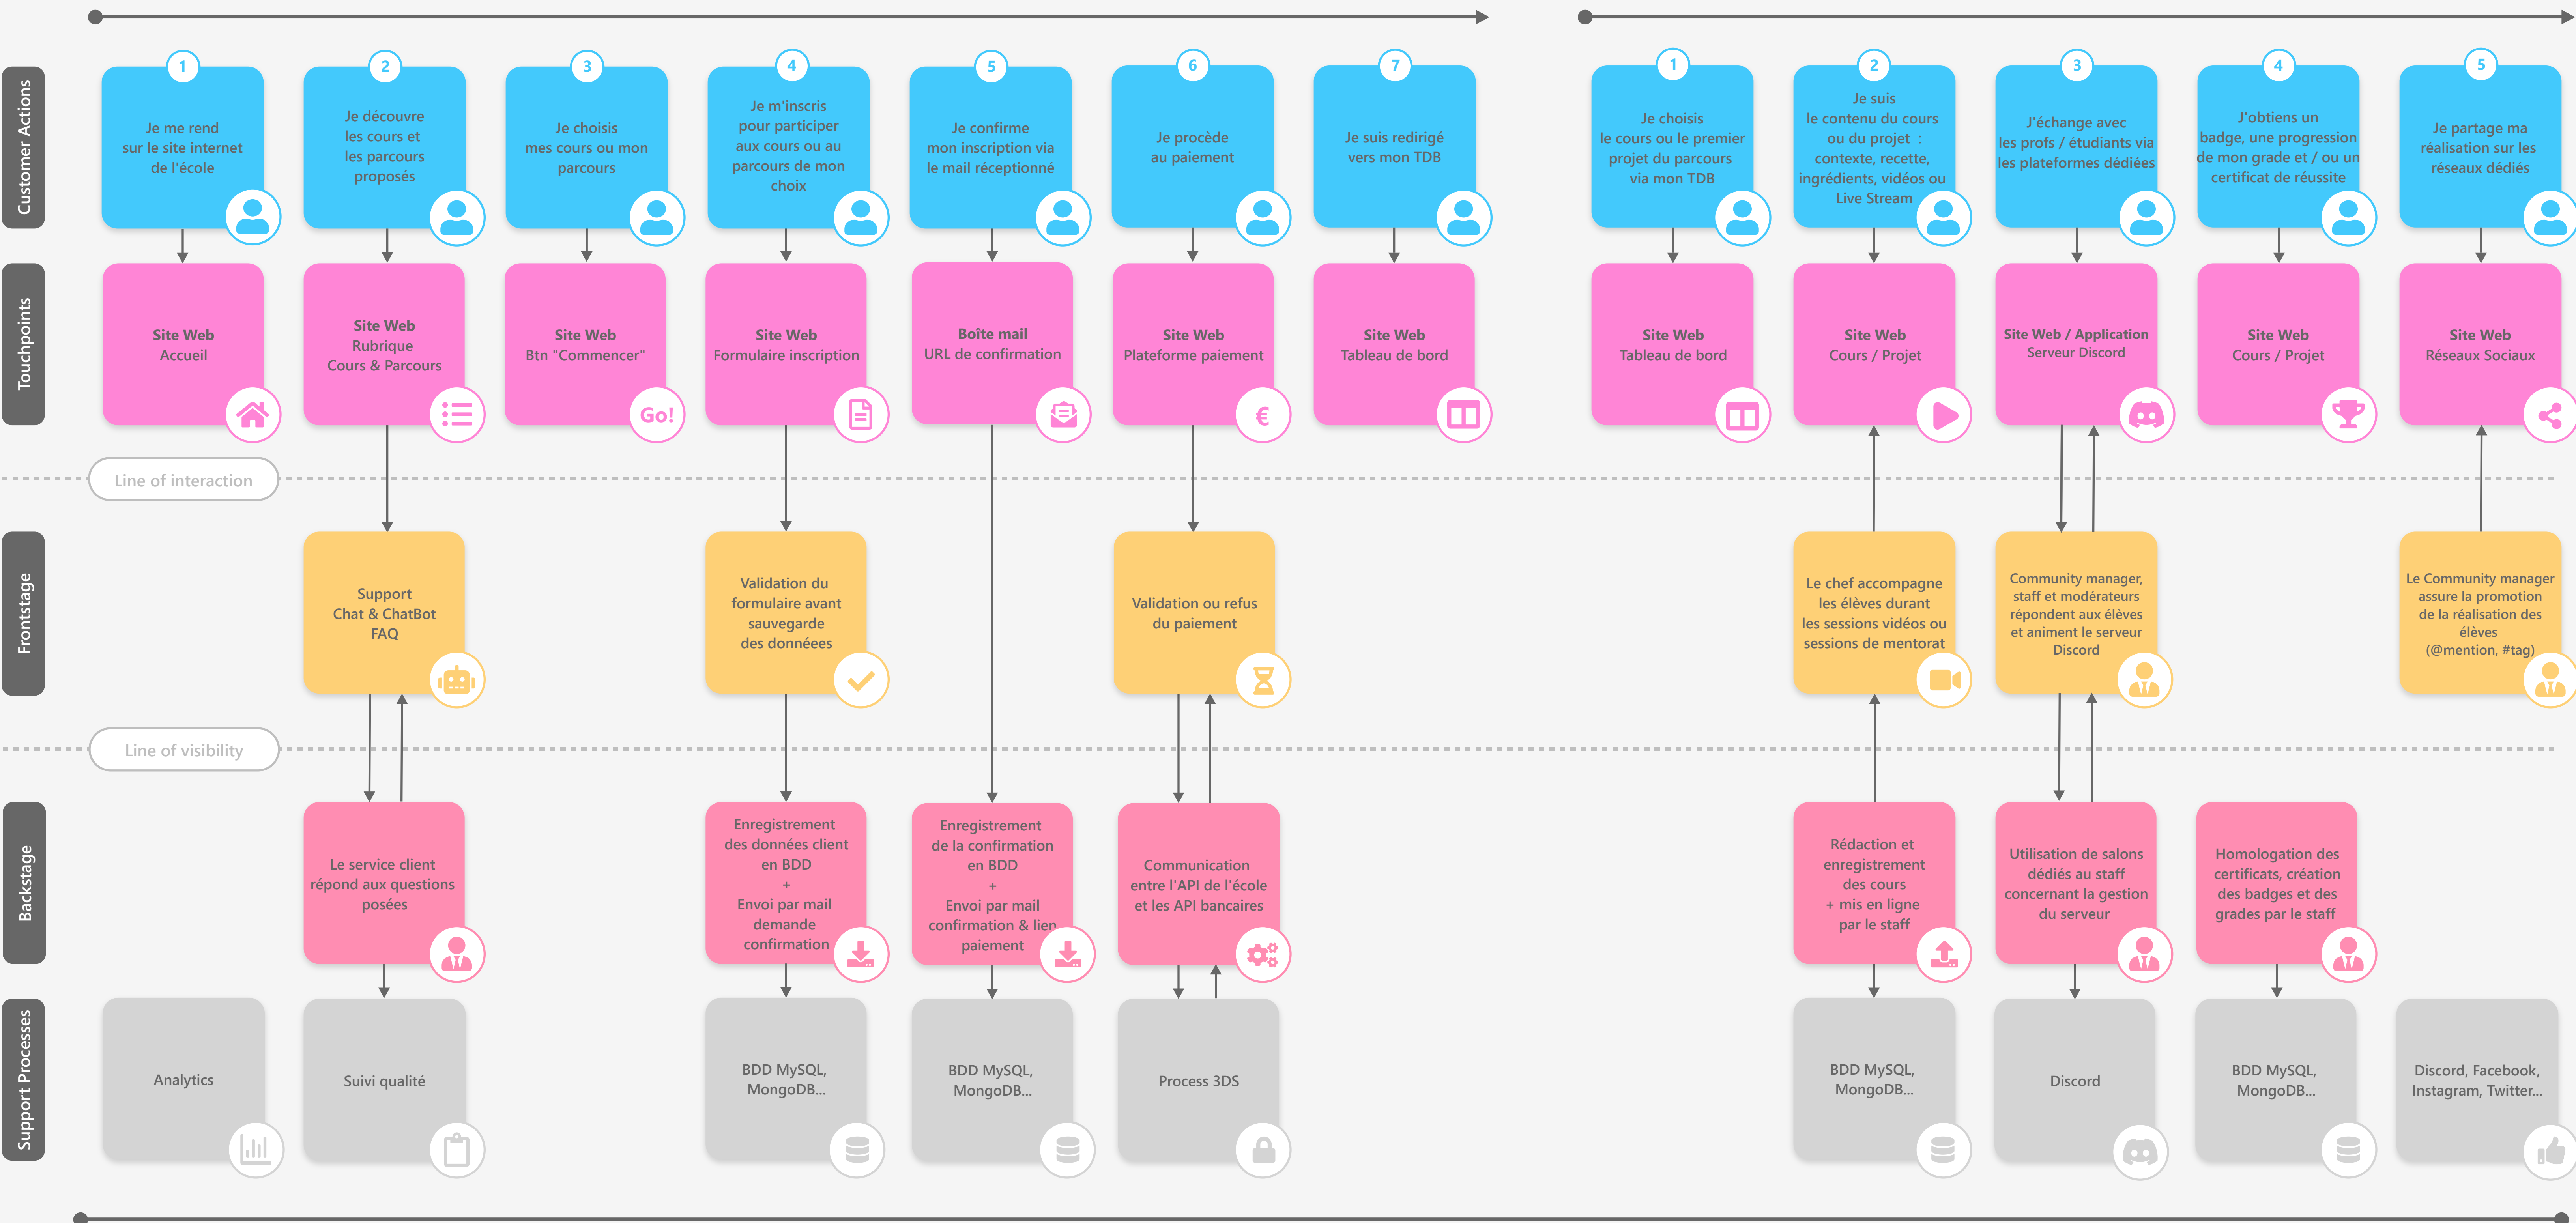 Customer Actions
1
Je me rend
sur le site internet
de l'école
2
Je découvre
les cours et
les parcours
proposés
3
Je choisis
mes cours ou mon
parcours
4
Je m'inscris
pour participer
aux cours ou au
parcours de mon
choix
5
Je confirme
mon inscription via
le mail réceptionné
6
Je procède
au paiement
7
Je suis redirigé
vers mon TDB
1
Je choisis
le cours ou le premier
projet du parcours
via mon TDB
2
Je suis
le contenu du cours
ou du projet :
contexte, recette,
ingrédients, vidéos ou
Live Stream
3
J'échange avec
les profs / étudiants via
les plateformes dédiées
4
J'obtiens un
badge, une progression
de mon grade et / ou un
certificat de réussite
5
Je partage ma
réalisation sur les
réseaux dédiés
Touchpoints
Site Web
Accueil
Site Web
Rubrique
Cours & Parcours
Site Web
Btn "Commencer"
Go!
Site Web
Formulaire inscription
Boîte mail
URL de confirmation
Site Web
Plateforme paiement
€
Site Web
Tableau de bord
Site Web
Tableau de bord
Site Web
Cours / Projet
Site Web / Application
Serveur Discord
Site Web
Cours / Projet
Site Web
Réseaux Sociaux
Line of interaction
Frontstage
Support
Chat & ChatBot
FAQ
Validation du
formulaire avant
sauvegarde
des donnéees
Validation ou refus
du paiement
Le chef accompagne
les élèves durant
les sessions vidéos ou
sessions de mentorat
Community manager,
staff et modérateurs
répondent aux élèves
et animent le serveur
Discord
Le Community manager
assure la promotion
de la réalisation des
élèves
(@mention, #tag)
Line of visibility
Backstage
Le service client
répond aux questions
posées
Enregistrement
des données client
en BDD
+
Envoi par mail
demande
confirmation
Enregistrement
de la confirmation
en BDD
+
Envoi par mail
confirmation & lien
paiement
Communication
entre l'API de l'école
et les API bancaires
Rédaction et
enregistrement
des cours
+ mis en ligne
par le staff
Utilisation de salons
dédiés au staff
concernant la gestion
du serveur
Homologation des
certificats, création
des badges et des
grades par le staff
Support Processes
Analytics
Suivi qualité
BDD MySQL,
MongoDB...
BDD MySQL,
MongoDB...
Process 3DS
BDD MySQL,
MongoDB...
Discord
BDD MySQL,
MongoDB...
Discord, Facebook,
Instagram, Twitter...